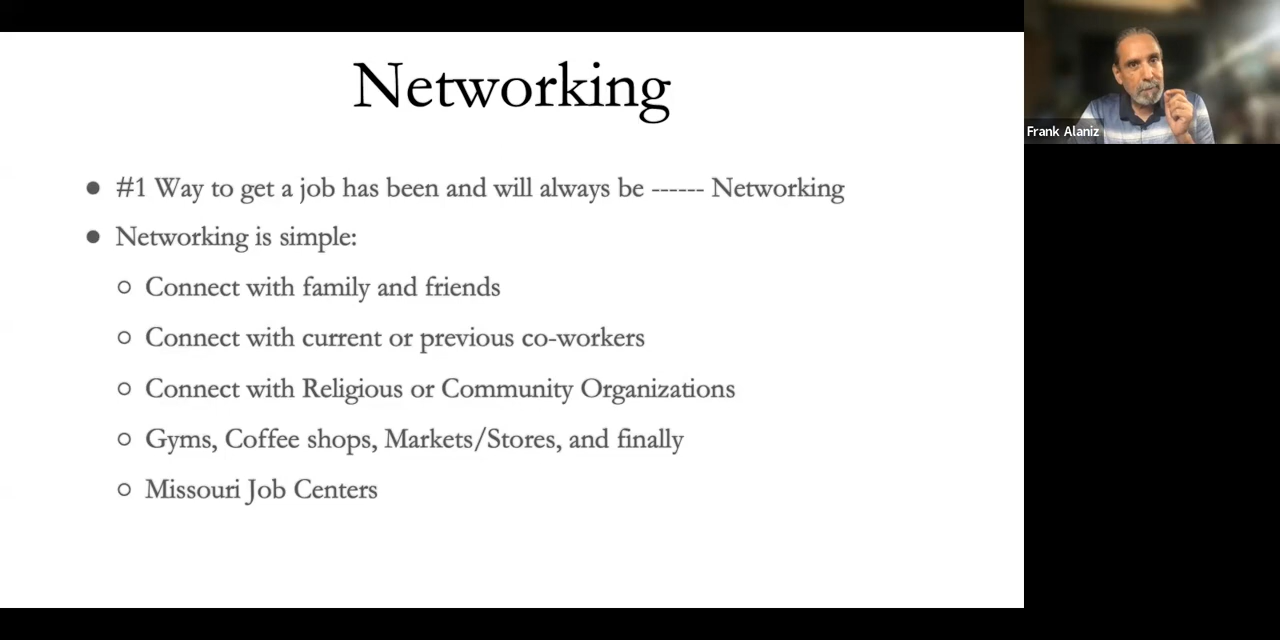 Networking
● #1 Way to get a job has been and will always be ------ Networking
● Networking is simple:
○ Connect with family and friends
○ Connect with current or previous co-workers
○ Connect with Religious or Community Organizations
○ Gyms, Coffee shops, Markets/Stores, and finally
○ Missouri Job Centers
Frank Alaniz